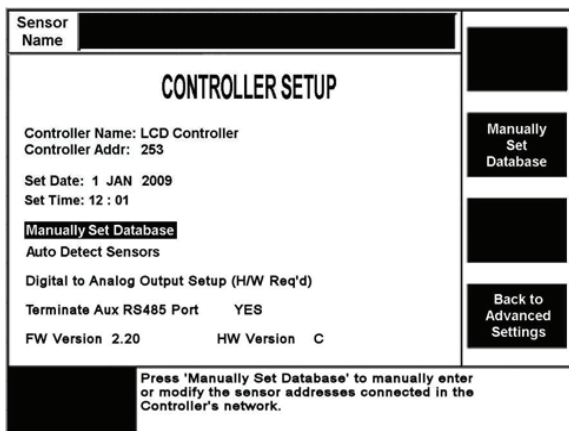 Sensor
Name
CONTROLLER SETUP
Controller Name: LCD Controller
Controller Addr: 253
Set Date: 1 JAN 2009
Set Time: 12 : 01
Manually Set Database
Auto Detect Sensors
Digital to Analog Output Setup (H/W Req'd)
Terminate Aux RS485 Port YES
FW Version 2.20 HW Version C
Manually
Set
Database
Back to
Advanced
Settings
Press 'Manually Set Database' to manually enter
or modify the sensor addresses connected in the
Controller's network.